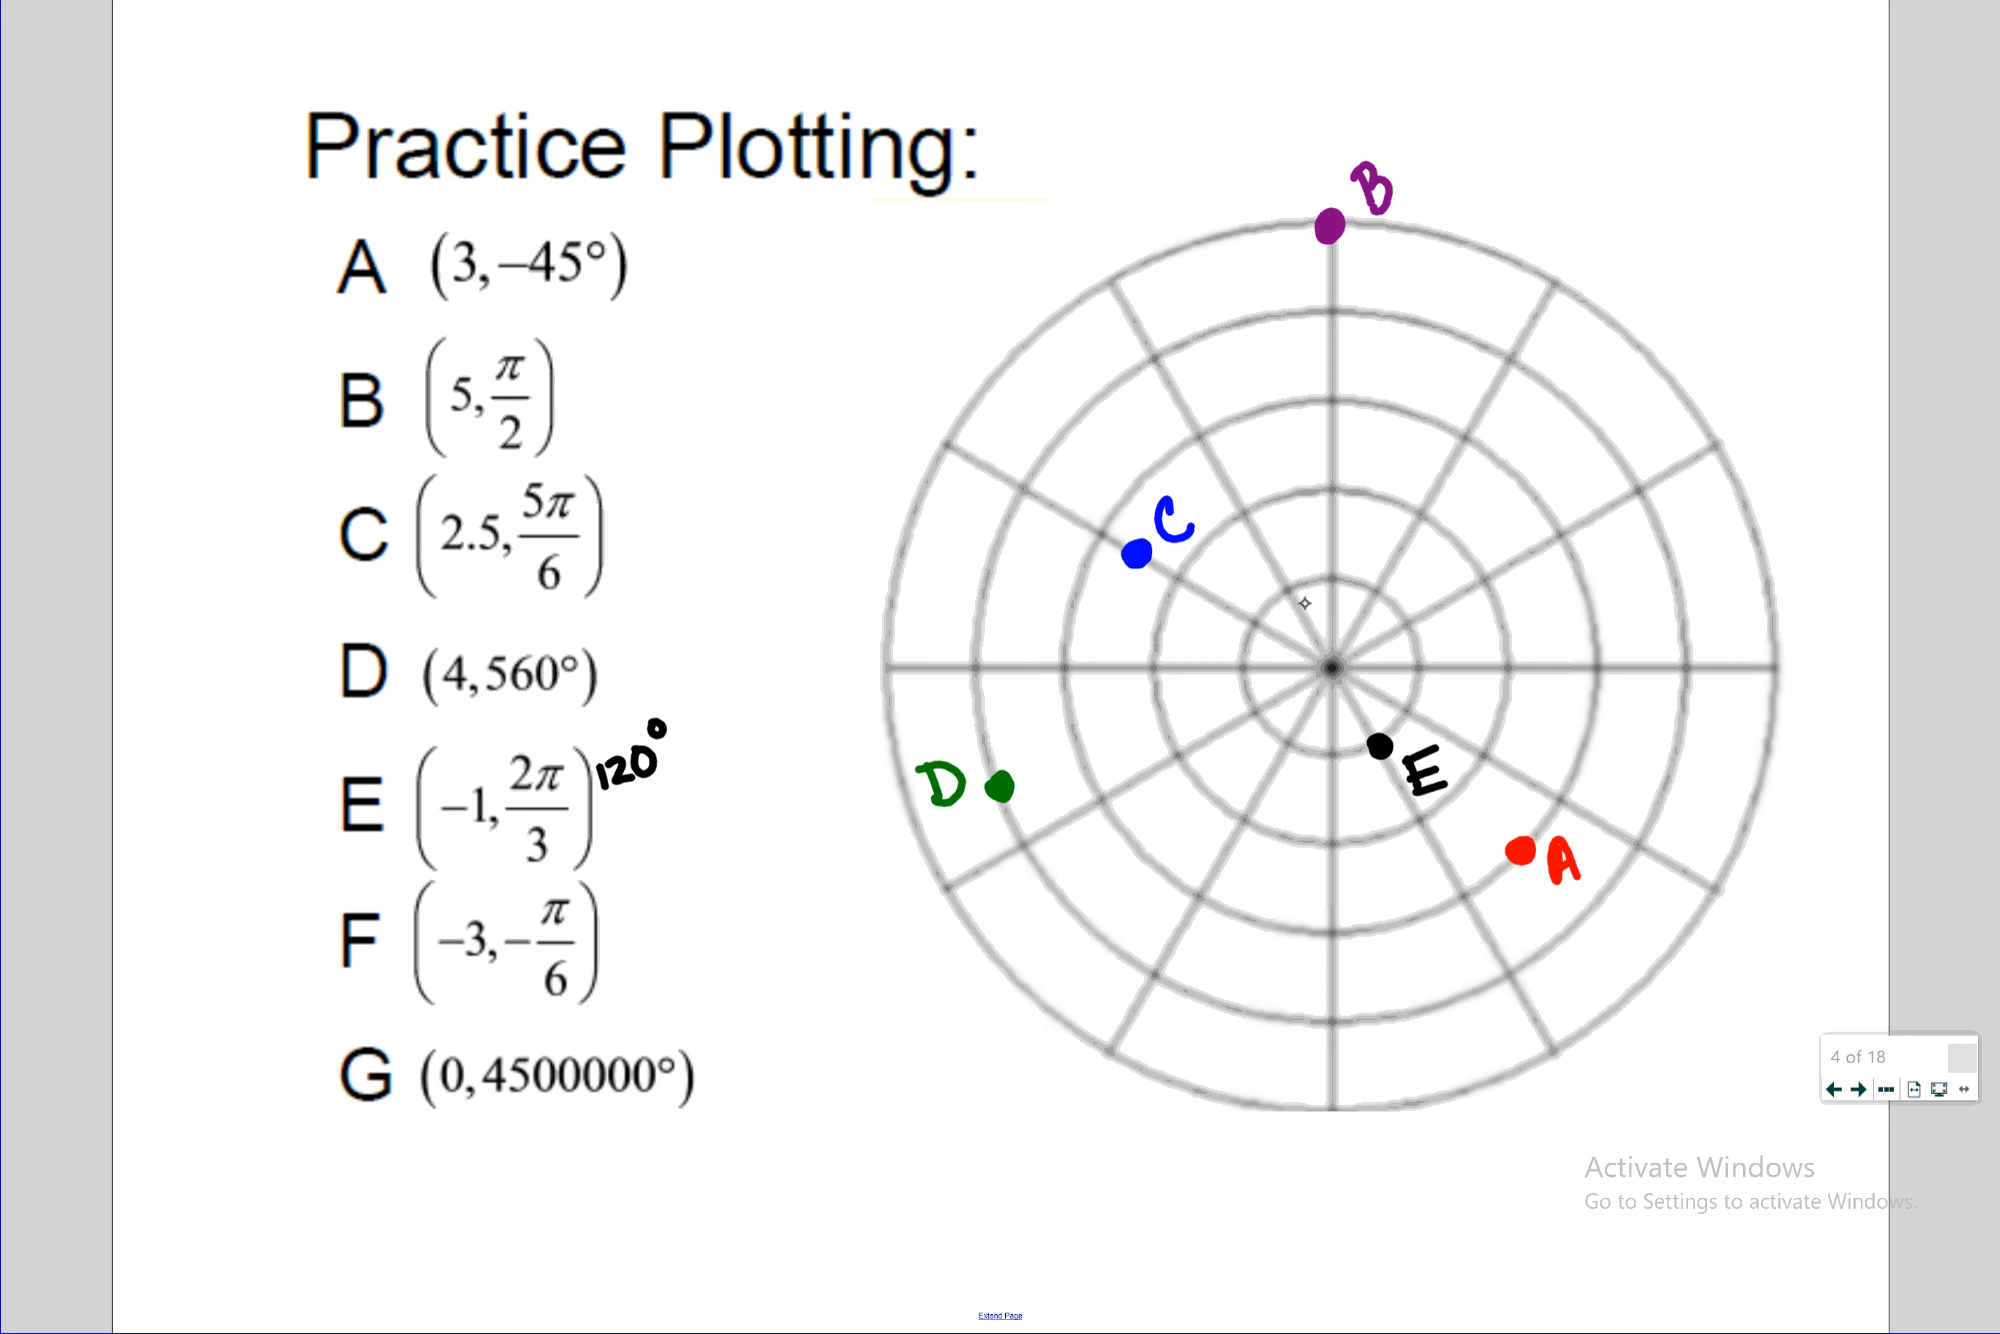 Practice Plotting:
A (3, −45°)
B (5, π/2)
C (2.5, 5π/6)
D (4, 560°)
E (−1, 2π/3) 120°
F (−3, −π/6)
G (0, 4500000°)
B
C
D
E
A
4 of 18
Activate Windows
Go to Settings to activate Windows.
Extend Page